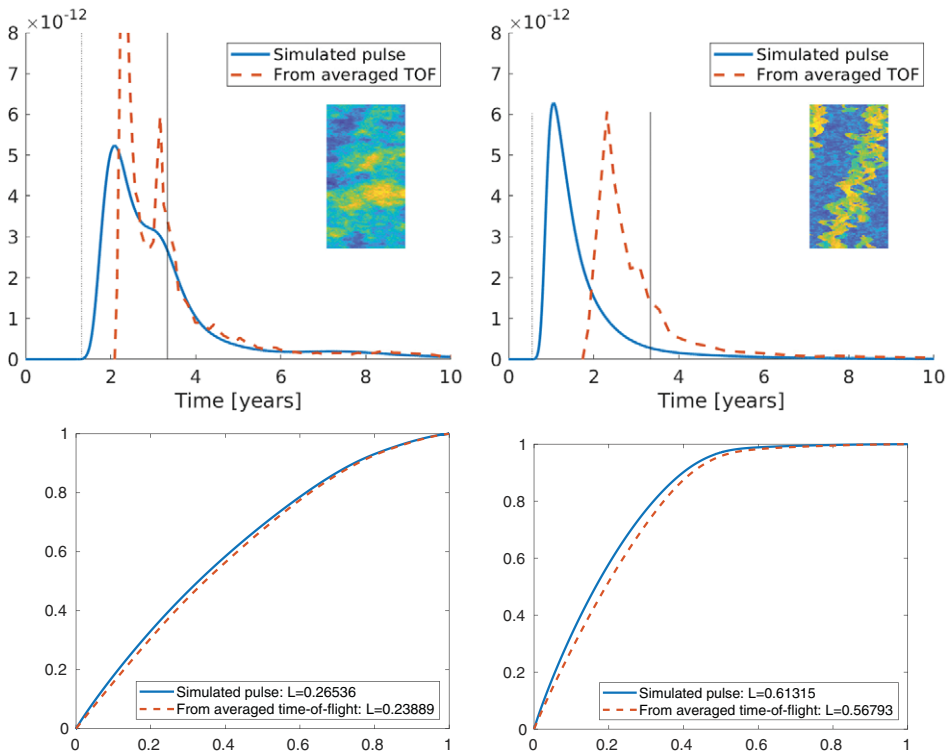 ×10⁻¹²
8
7
6
5
4
3
2
1
0
0 2 4 6 8 10
Time [years]
Simulated pulse
From averaged TOF
×10⁻¹²
8
7
6
5
4
3
2
1
0
0 2 4 6 8 10
Time [years]
Simulated pulse
From averaged TOF
1
0.8
0.6
0.4
0.2
0
0 0.2 0.4 0.6 0.8 1
Simulated pulse: L=0.26536
From averaged time-of-flight: L=0.23889
1
0.8
0.6
0.4
0.2
0
0 0.2 0.4 0.6 0.8 1
Simulated pulse: L=0.61315
From averaged time-of-flight: L=0.56793